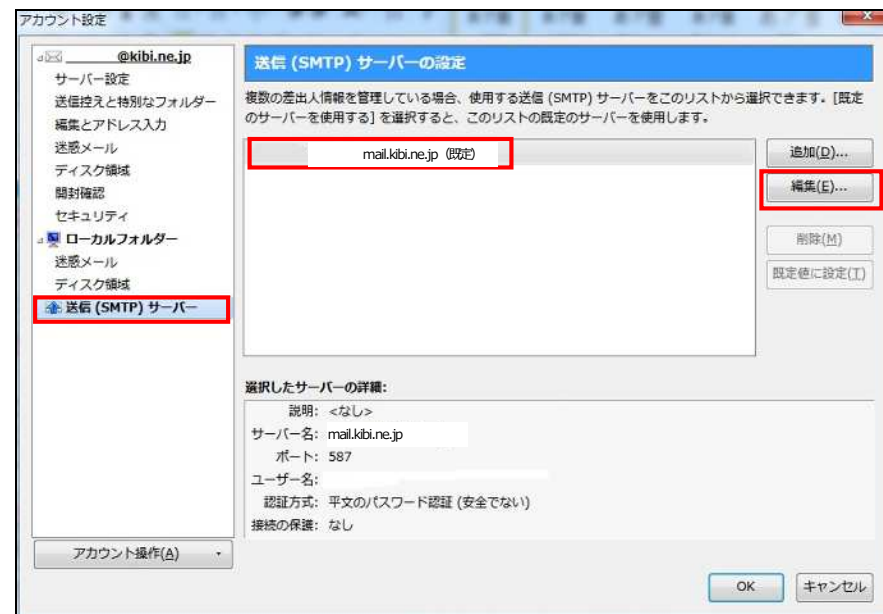 アカウント設定
@kibi.ne.jp
サーバー設定
送信控えと特別なフォルダー
編集とアドレス入力
迷惑メール
ディスク領域
開封確認
セキュリティ
ローカルフォルダー
迷惑メール
ディスク領域
送信 (SMTP) サーバー
アカウント操作(A)
送信 (SMTP) サーバーの設定
複数の差出人情報を管理している場合、使用する送信 (SMTP) サーバーをこのリストから選択できます。[既定
のサーバーを使用する] を選択すると、このリストの既定のサーバーを使用します。
mail.kibi.ne.jp (既定)
追加(D)...
編集(E)...
削除(M)
既定値に設定(T)
選択したサーバーの詳細:
説明: <なし>
サーバー名: mail.kibi.ne.jp
ポート: 587
ユーザー名:
認証方式: 平文のパスワード認証 (安全でない)
接続の保護: なし
OK
キャンセル